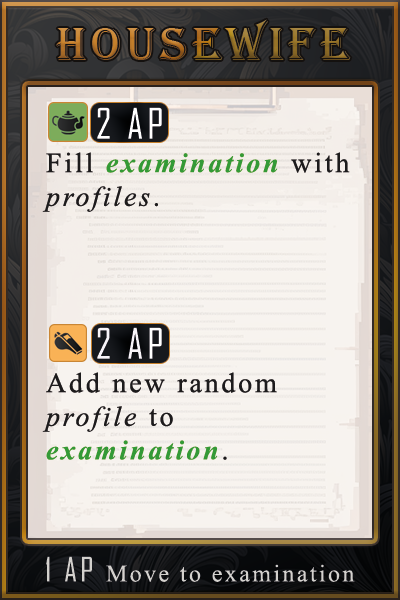 HOUSEWIFE
2 AP
Fill examination with
profiles.
2 AP
Add new random
profile to
examination.
1 AP Move to examination